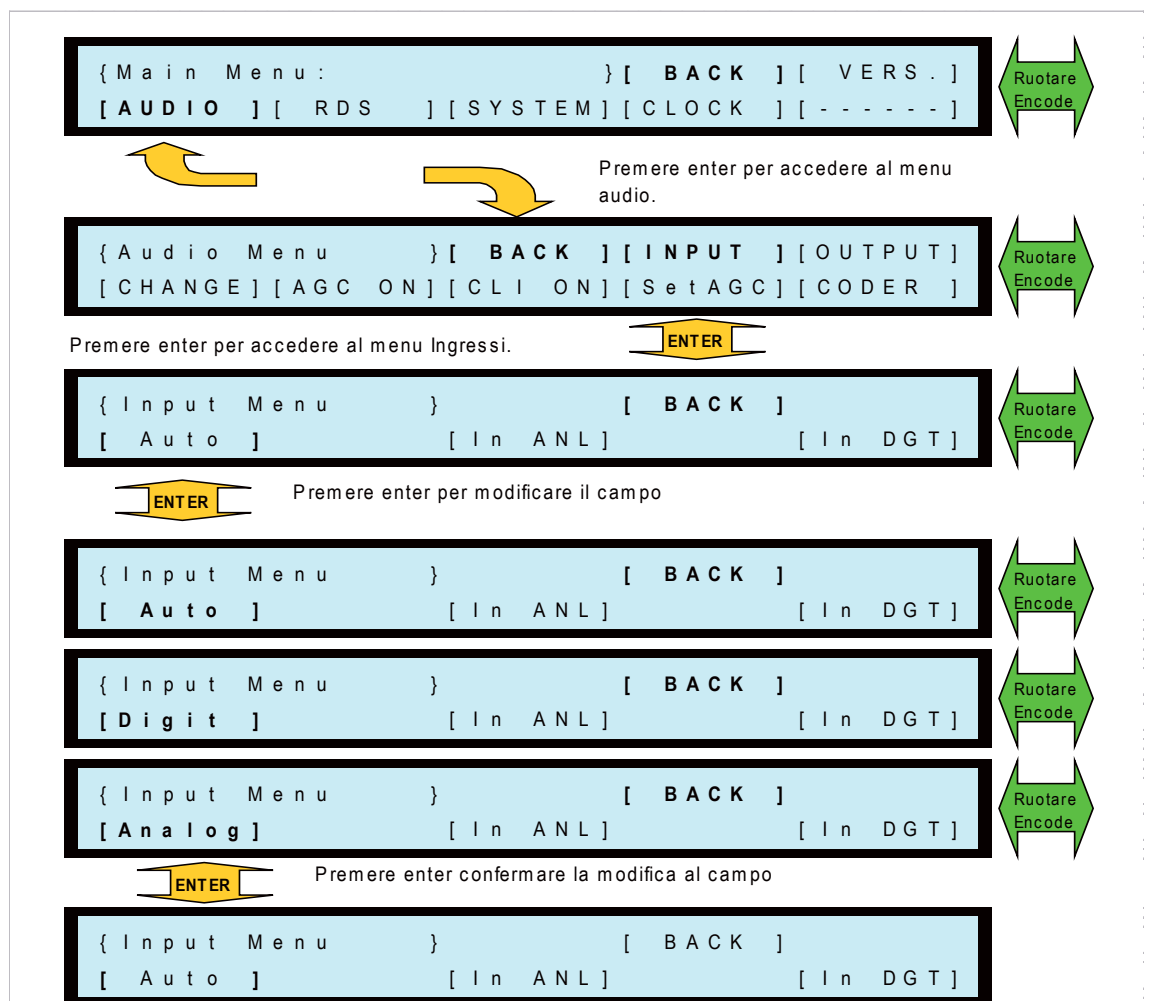 {Main Menu: }[ BACK ][ VERS.]
[AUDIO ][ RDS ][SYSTEM][CLOCK ][------]
Ruotare
Encode
Premere enter per accedere al menu
audio.
{Audio Menu }[ BACK ][INPUT ][OUTPUT]
[CHANGE][AGC ON][CLI ON][SetAGC][CODER ]
Ruotare
Encode
ENTER
Premere enter per accedere al menu Ingressi.
{Input Menu } [ BACK ]
[ Auto ] [In ANL] [In DGT]
Ruotare
Encode
ENTER
Premere enter per modificare il campo
{Input Menu } [ BACK ]
[ Auto ] [In ANL] [In DGT]
Ruotare
Encode
{Input Menu } [ BACK ]
[Digit ] [In ANL] [In DGT]
Ruotare
Encode
{Input Menu } [ BACK ]
[Analog] [In ANL] [In DGT]
Ruotare
Encode
ENTER
Premere enter confermare la modifica al campo
{Input Menu } [ BACK ]
[ Auto ] [In ANL] [In DGT]